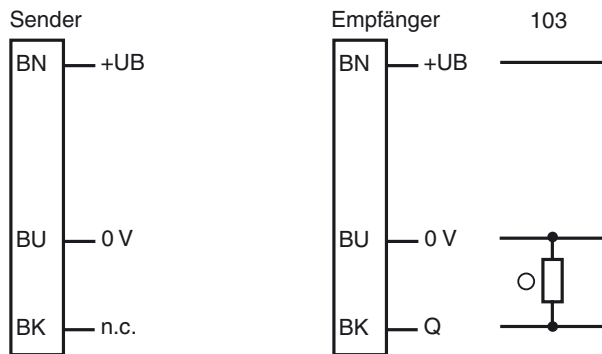 Sender Empfänger 103
BN +UB BN +UB
BU 0 V BU 0 V
BK n.c. BK Q